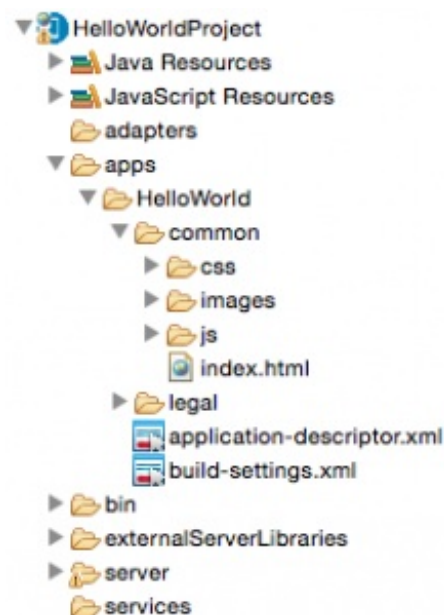 HelloWorldProject
Java Resources
JavaScript Resources
adapters
apps
HelloWorld
common
css
images
js
index.html
legal
application-descriptor.xml
build-settings.xml
bin
externalServerLibraries
server
services